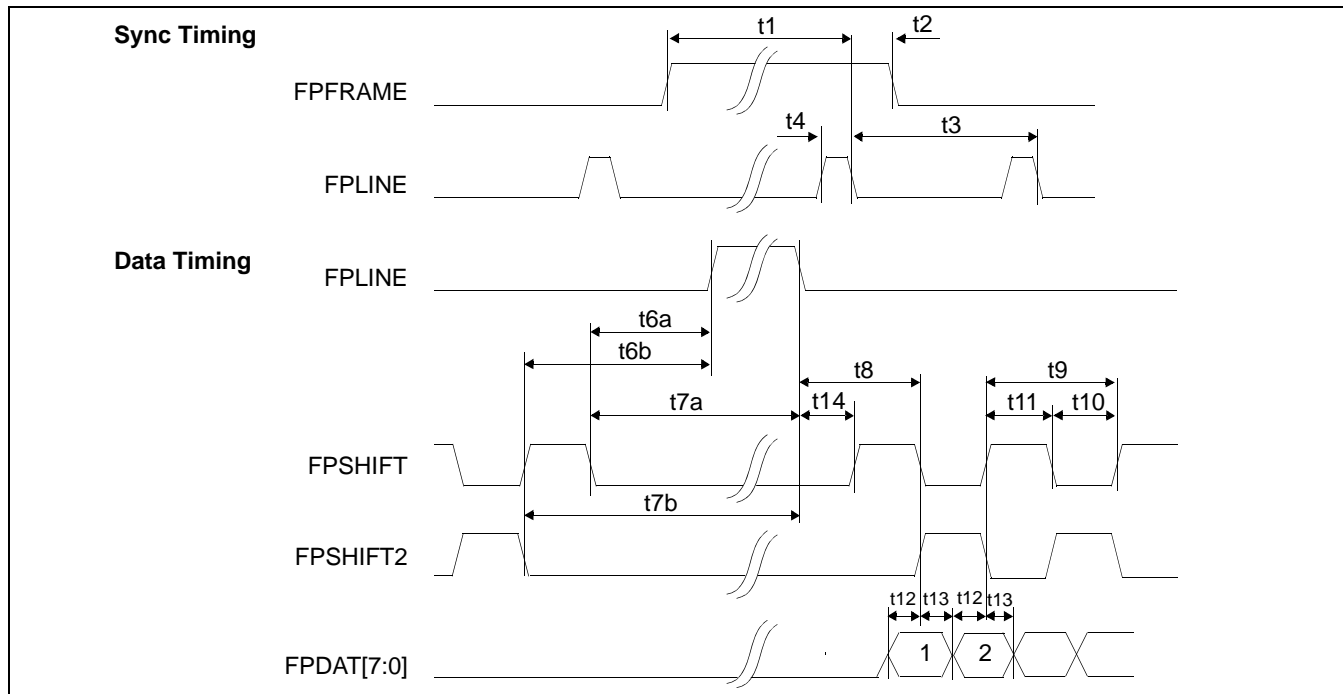 Sync Timing
t1
t2
FPFRAME
t4
t3
FPLINE
Data Timing
FPLINE
t6a
t6b
t8
t9
t7a
t14
t11
t10
FPSHIFT
t7b
FPSHIFT2
t12
t13
t12
t13
FPDAT[7:0]
1
2